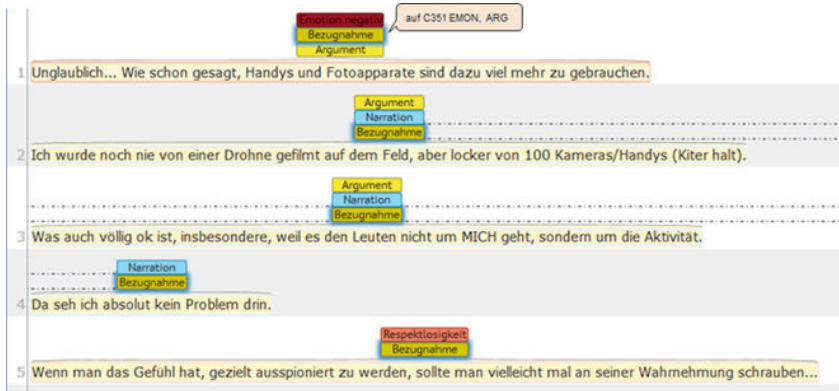 Emotion negativ
Bezugnahme
Argument
auf C351 EMON, ARG
1 Unglaublich... Wie schon gesagt, Handys und Fotoapparate sind dazu viel mehr zu gebrauchen.
Argument
Narration
Bezugnahme
2 Ich wurde noch nie von einer Drohne gefilmt auf dem Feld, aber locker von 100 Kameras/Handys (Kiter halt).
Argument
Narration
Bezugnahme
3 Was auch völlig ok ist, insbesondere, weil es den Leuten nicht um MICH geht, sondern um die Aktivität.
Narration
Bezugnahme
4 Da seh ich absolut kein Problem drin.
Respektlosigkeit
Bezugnahme
5 Wenn man das Gefühl hat, gezielt ausspioniert zu werden, sollte man vielleicht mal an seiner Wahrnehmung schrauben...